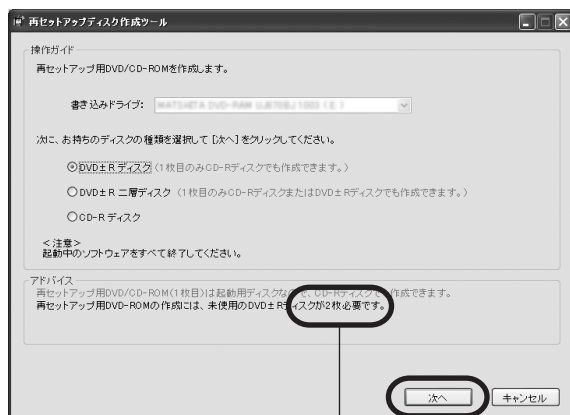 再セットアップディスク作成ツール
操作ガイド
再セットアップ用DVD/CD-ROMを作成します。
書き込みドライブ: MATSHITA DVD-RAM
次に、お持ちのディスクの種類を選択して [次へ] をクリックしてください。
DVD±R ディスク (1枚目のみCD-Rディスクでも作成できます。)
DVD±R 二層ディスク (1枚目のみCD-RディスクまたはDVD±Rディスクでも作成できます。)
CD-R ディスク
<注意>
起動中のソフトウェアをすべて終了してください。
アドバイス
再セットアップ用DVD/CD-ROM(1枚目)は起動用ディスクなので、CD-Rディスクでも作成できます。
再セットアップ用DVD-ROMの作成には、未使用のDVD±Rディスクが2枚必要です。
次へ
キャンセル